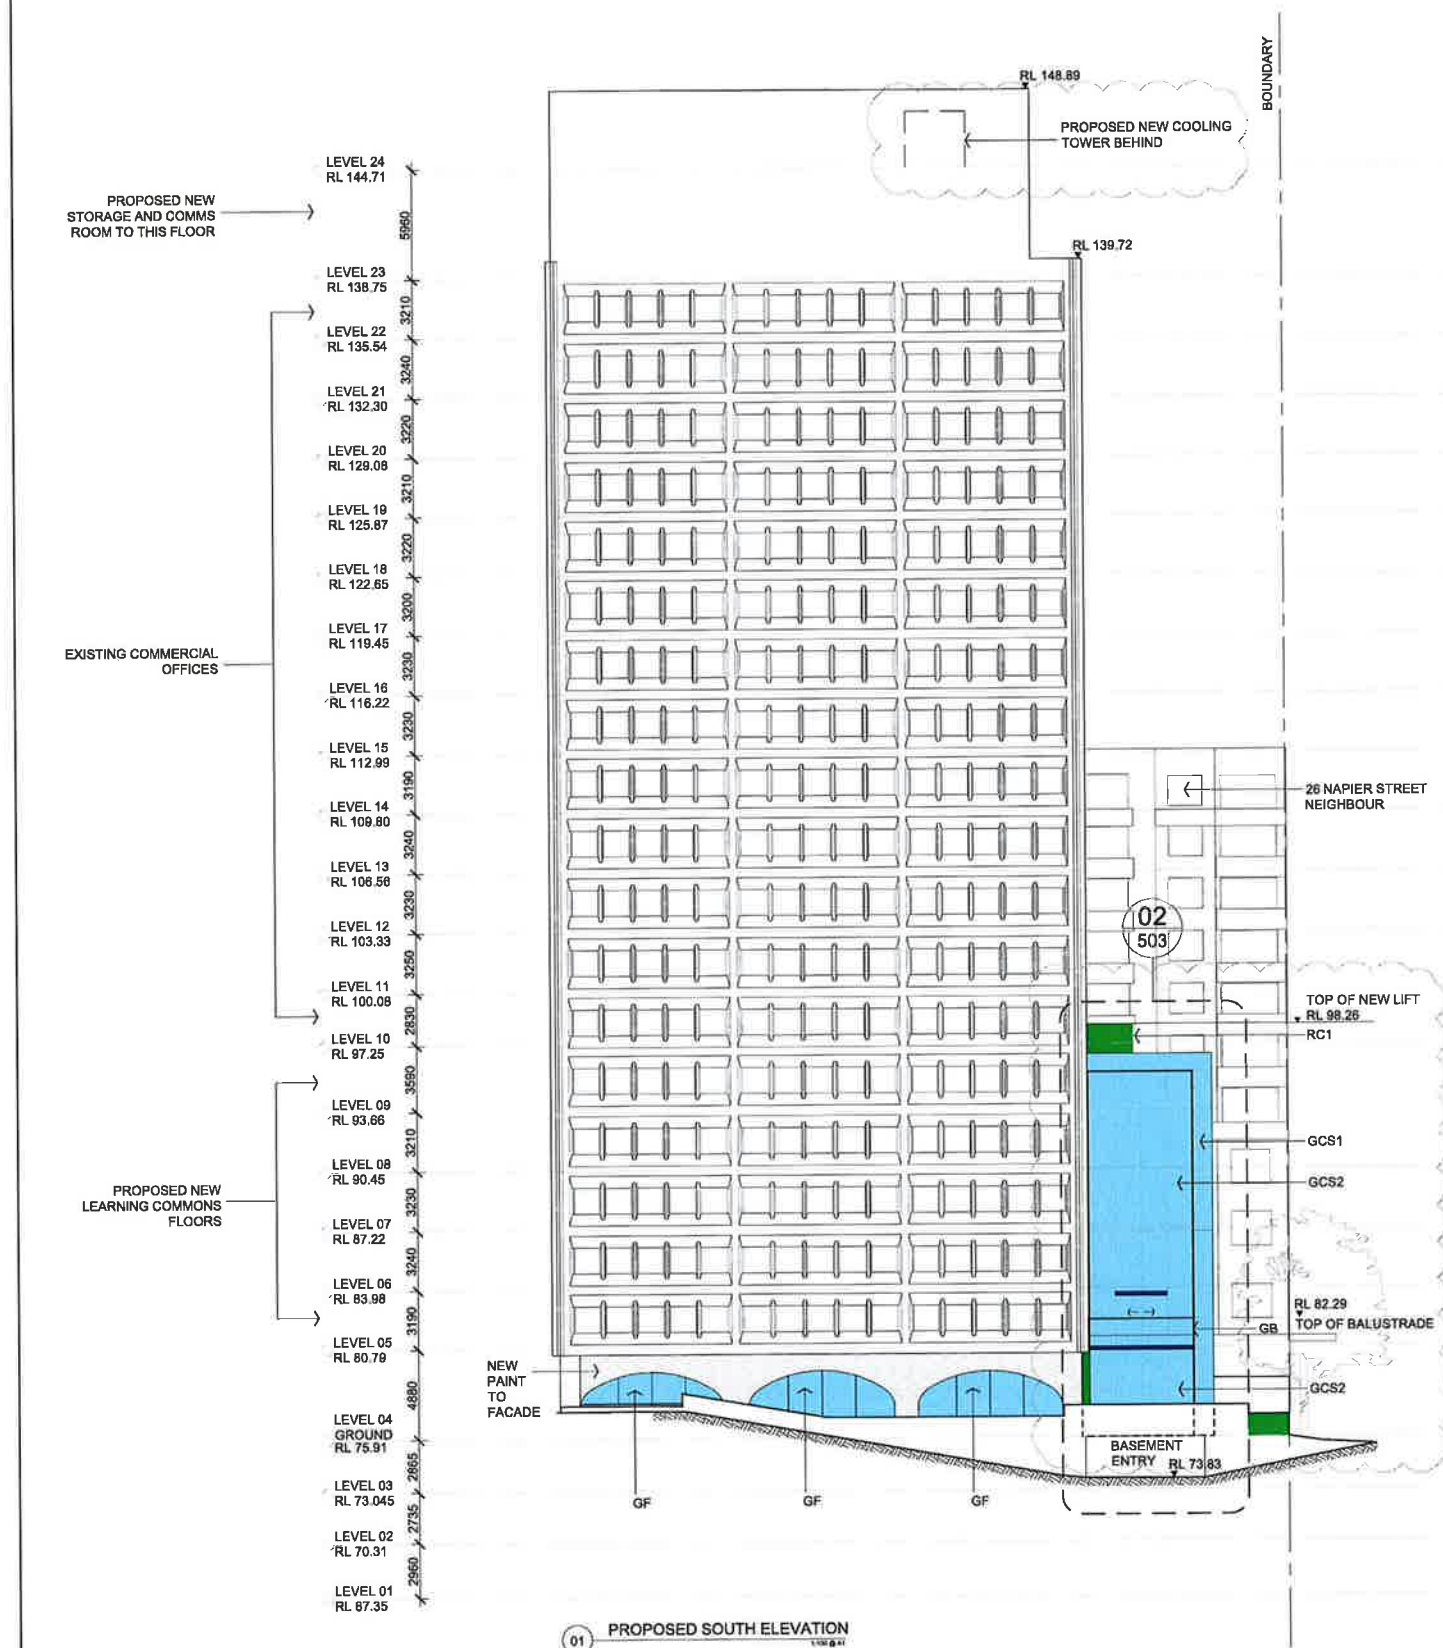 BOUNDARY
RL 148.89
PROPOSED NEW COOLING
TOWER BEHIND
LEVEL 24
RL 144.71
PROPOSED NEW
STORAGE AND COMMS
ROOM TO THIS FLOOR
5960
RL 139.72
LEVEL 23
RL 138.75
3210
LEVEL 22
RL 135.54
3240
LEVEL 21
RL 132.30
3220
LEVEL 20
RL 129.08
3210
LEVEL 19
RL 125.87
3220
LEVEL 18
RL 122.65
3200
LEVEL 17
RL 119.45
EXISTING COMMERCIAL
OFFICES
3230
LEVEL 16
RL 116.22
3230
LEVEL 15
RL 112.99
3190
26 NAPIER STREET
NEIGHBOUR
LEVEL 14
RL 109.80
3240
LEVEL 13
RL 106.56
3230
LEVEL 12
RL 103.33
02
503
3250
LEVEL 11
RL 100.08
2830
TOP OF NEW LIFT
RL 98.26
RC1
LEVEL 10
RL 97.25
3590
LEVEL 09
RL 93.66
3210
GCS1
LEVEL 08
RL 90.45
GCS2
PROPOSED NEW
LEARNING COMMONS
FLOORS
3230
LEVEL 07
RL 87.22
3240
LEVEL 06
RL 83.98
3190
RL 82.29
TOP OF BALUSTRADE
GB
LEVEL 05
RL 80.79
NEW
PAINT
TO
FACADE
4880
GCS2
LEVEL 04
GROUND
RL 75.91
BASEMENT
ENTRY
RL 73.83
2865
LEVEL 03
RL 73.045
GF
GF
GF
2735
LEVEL 02
RL 70.31
2960
LEVEL 01
RL 67.35
01
PROPOSED SOUTH ELEVATION